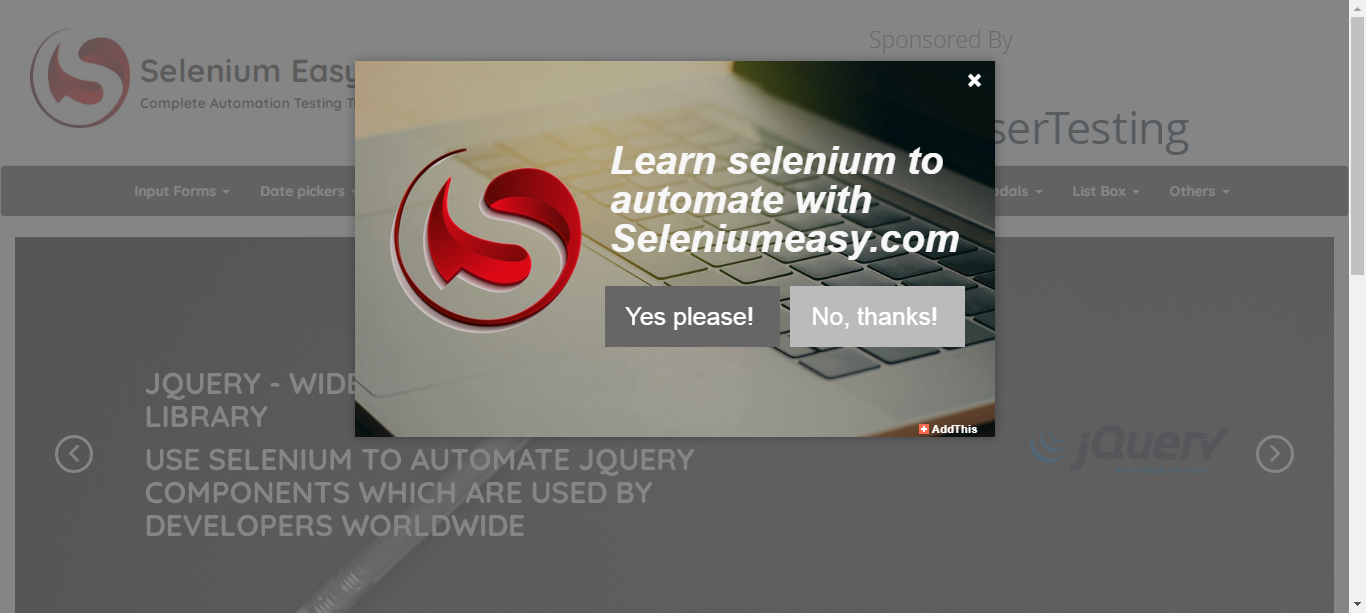 Sponsored By
Selenium Easy
Complete Automation Testing
serTesting
Input Forms
Date pickers
List Box
Others
Learn selenium to
automate with
Seleniumeasy.com
Yes please!
No, thanks!
AddThis
JQUERY - WIDE
LIBRARY
USE SELENIUM TO AUTOMATE JQUERY
COMPONENTS WHICH ARE USED BY
DEVELOPERS WORLDWIDE
jQuery